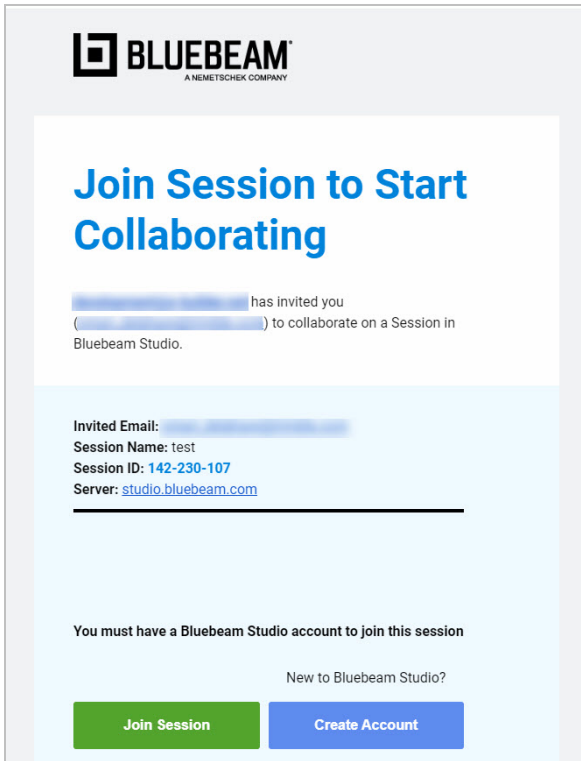 BLUEBEAM
A NEMETSCHEK COMPANY
Join Session to Start
Collaborating
has invited you
( ) to collaborate on a Session in
Bluebeam Studio.
Invited Email:
Session Name: test
Session ID: 142-230-107
Server: studio.bluebeam.com
You must have a Bluebeam Studio account to join this session
New to Bluebeam Studio?
Join Session
Create Account